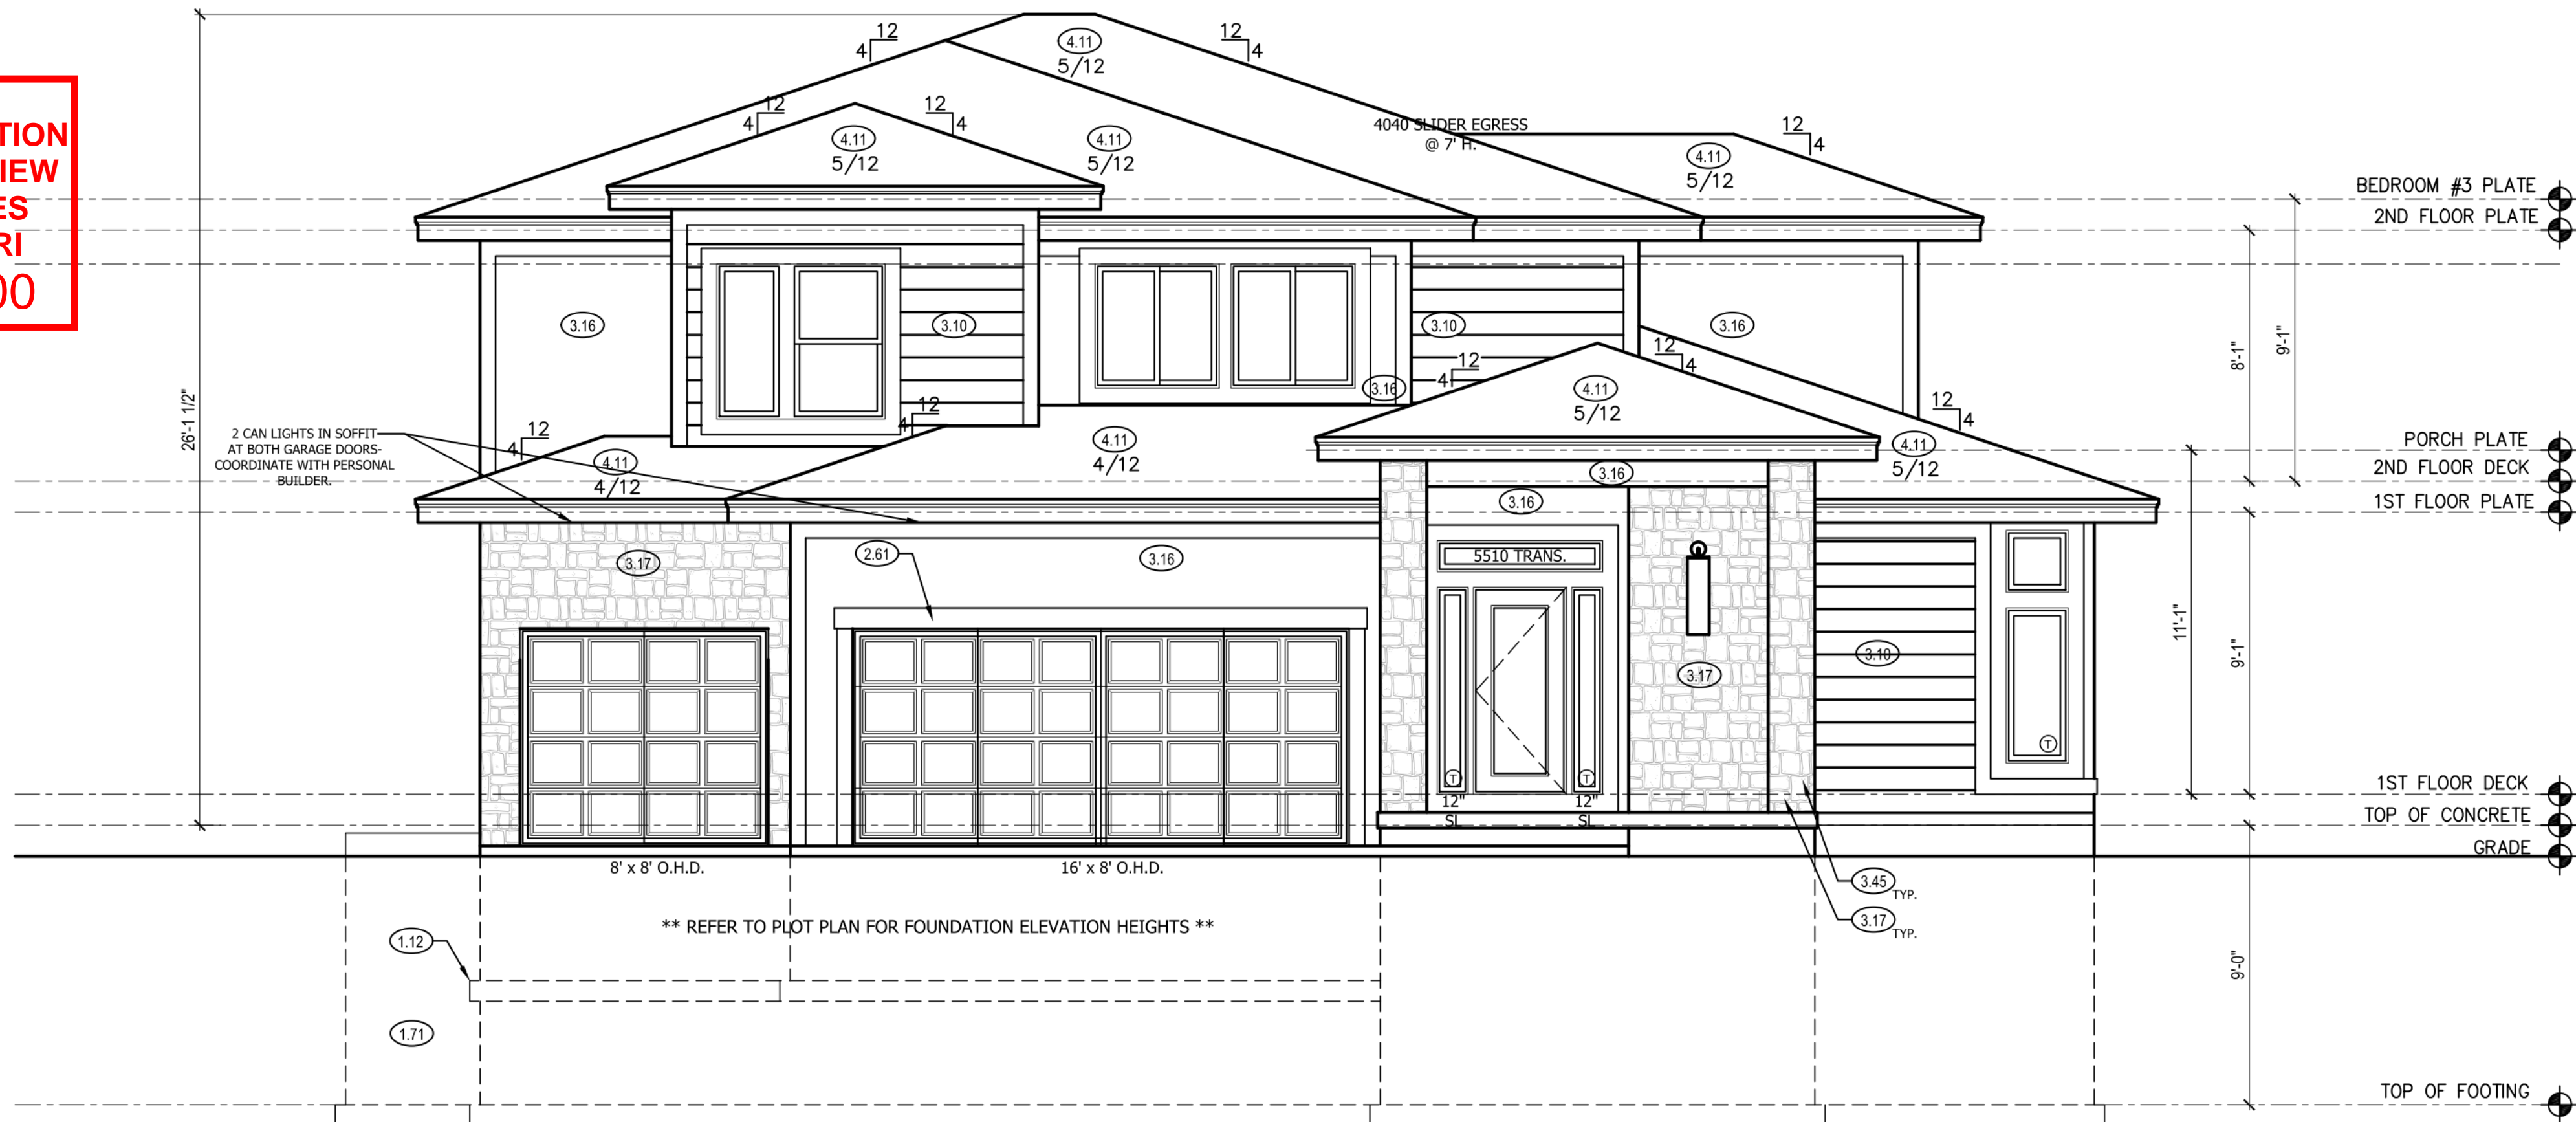 TION
IEW
ES
RI
00
12
4
4.11
5/12
12
4
12
4
12
4
4.11
5/12
4.11
5/12
4040 SLIDER EGRESS
@ 7' H.
12
4
4.11
5/12
BEDROOM #3 PLATE
2ND FLOOR PLATE
3.16
3.10
3.10
3.16
8'-1"
9'-1"
26'-1 1/2"
12
4
12
4
3.16
4.11
5/12
12
4
2 CAN LIGHTS IN SOFFIT
AT BOTH GARAGE DOORS-
COORDINATE WITH PERSONAL
BUILDER.
12
4
12
4
4.11
4/12
4.11
4/12
4.11
5/12
PORCH PLATE
2ND FLOOR DECK
1ST FLOOR PLATE
3.16
3.16
3.17
2.61
3.16
5510 TRANS.
3.17
3.10
11'-1"
9'-1"
T
T
T
12"
SL
12"
SL
1ST FLOOR DECK
TOP OF CONCRETE
GRADE
8' x 8' O.H.D.
16' x 8' O.H.D.
3.45
TYP.
3.17
TYP.
** REFER TO PLOT PLAN FOR FOUNDATION ELEVATION HEIGHTS **
1.12
9'-0"
1.71
TOP OF FOOTING